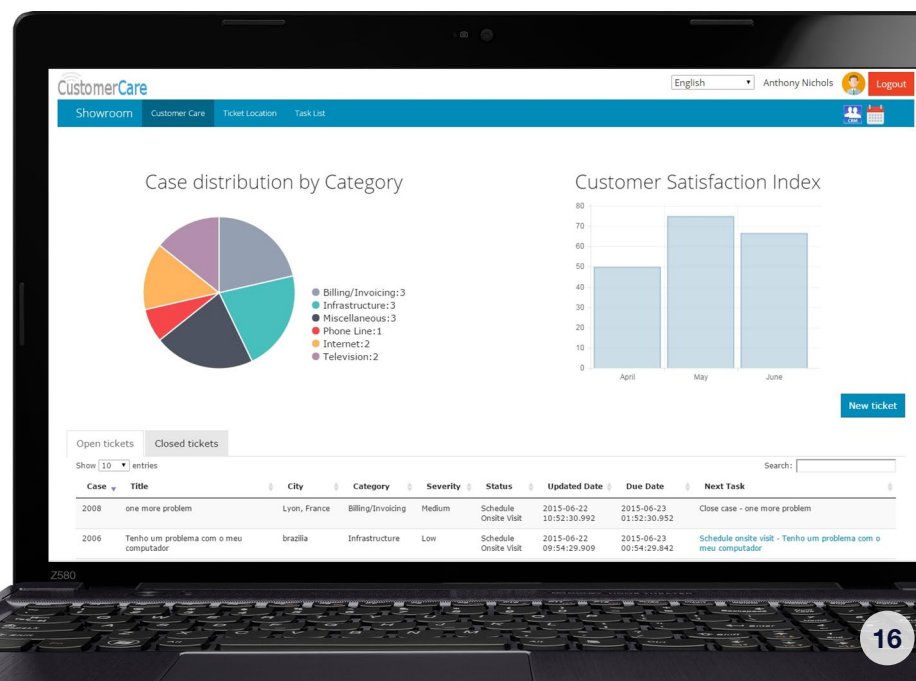 CustomerCare
English
Anthony Nichols
Logout
Showroom
Customer Care
Ticket Location
Task List
CRM
Case distribution by Category
Billing/Invoicing:3
Infrastructure:3
Miscellaneous:3
Phone Line:1
Internet:2
Television:2
Customer Satisfaction Index
80
70
60
50
40
30
20
10
0
April
May
June
New ticket
Open tickets
Closed tickets
Show 10 entries
Search:
Case Title City Category Severity Status Updated Date Due Date Next Task
2008 one more problem Lyon, France Billing/Invoicing Medium Schedule 2015-06-22 2015-06-23 Close case - one more problem
Onsite Visit 10:52:30.992 01:52:30.952
2006 Tenho um problema com o meu brazilia Infrastructure Low Schedule 2015-06-22 2015-06-23 Schedule onsite visit - Tenho um problema com o
computador Onsite Visit 09:54:29.909 00:54:29.842 meu computador
Z580
16